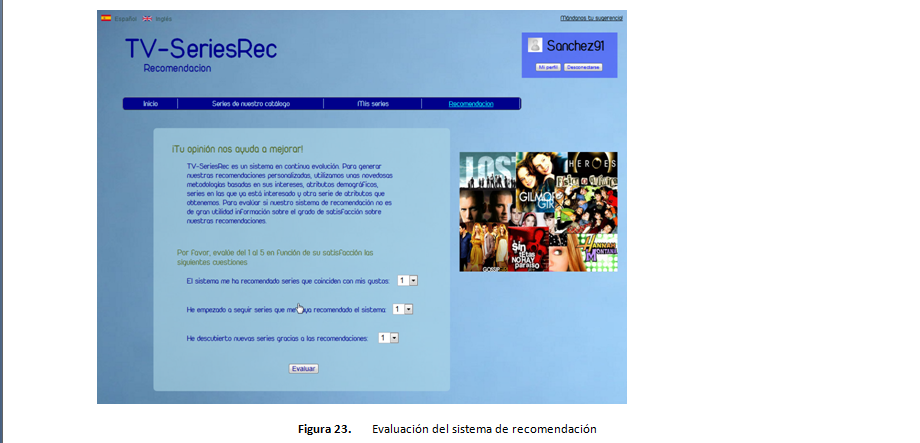 Español Inglés Mándanos tu sugerencia!
TV-SeriesRec
Recomendacion
Sanchez91
Mi perfil Desconectarse
Inicio Series de nuestro catálogo Mis series Recomendacion
¡Tu opinión nos ayuda a mejorar!
TV-SeriesRec es un sistema en continua evolución. Para generar
nuestras recomendaciones personalizadas, utilizamos unas novedosas
metodologías basadas en sus intereses, atributos demográficos,
series en las que ya está interesado y otra serie de atributos que
obtenemos. Para evaluar si nuestro sistema de recomendación no es
de gran utilidad información sobre el grado de satisfacción sobre
nuestras recomendaciones.
Por favor, evalúe del 1 al 5 en función de su satisfacción las
siguientes cuestiones
El sistema me ha recomendado series que coinciden con mis gustos: 1
He empezado a seguir series que me ya recomendado el sistema: 1
He descubierto nuevas series gracias a las recomendaciones: 1
Evaluar
LOST
HEROES
GILMORE GIR
GOSSIP
sin tetas NO HAY paraíso
HANNAH MONTANA
Figura 23. Evaluación del sistema de recomendación